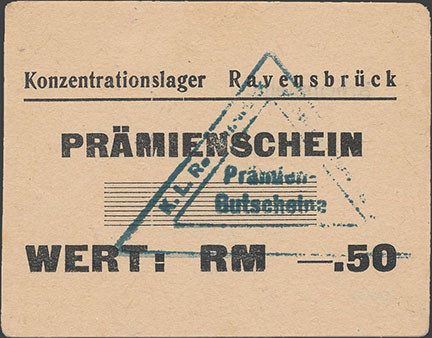 Konzentrationslager Ravensbrück
PRÄMIENSCHEIN
K. L. R.
Prämien-
Gutscheine
WERT: RM —.50